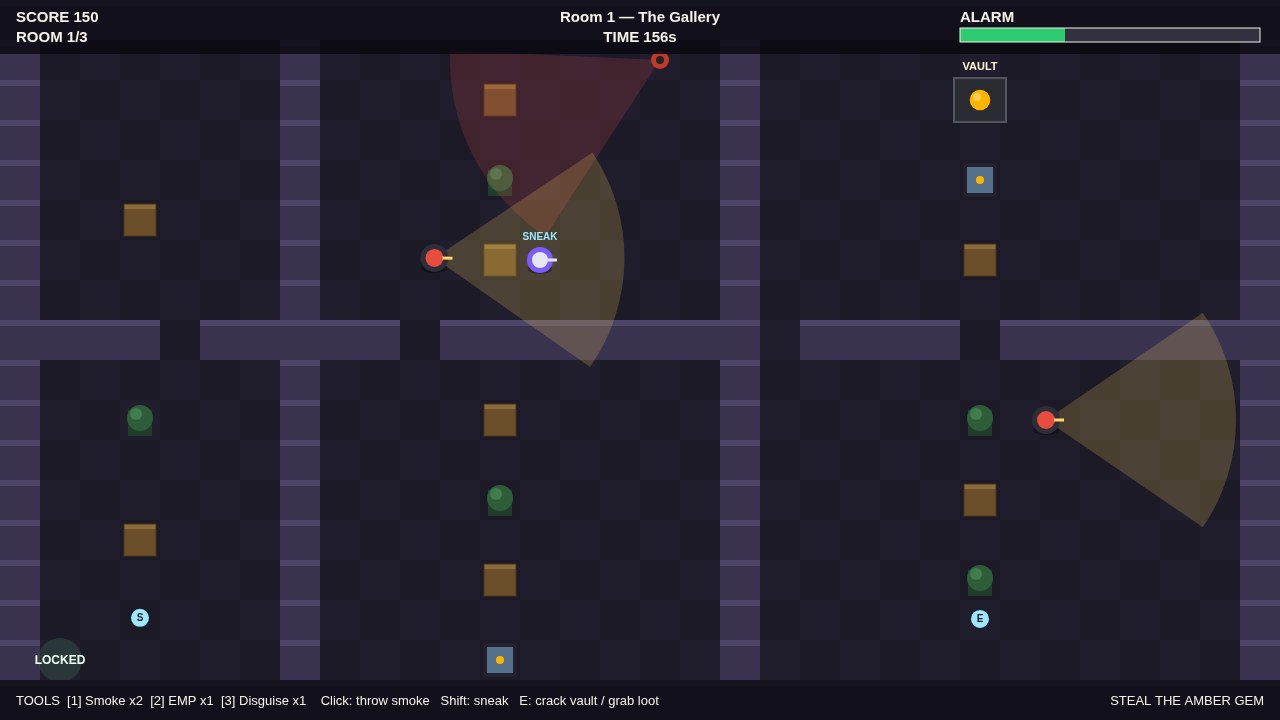 SCORE 150
ROOM 1/3
Room 1 — The Gallery
TIME 156s
ALARM
VAULT
SNEAK
S
E
LOCKED
TOOLS [1] Smoke x2 [2] EMP x1 [3] Disguise x1 Click: throw smoke Shift: sneak E: crack vault / grab loot
STEAL THE AMBER GEM